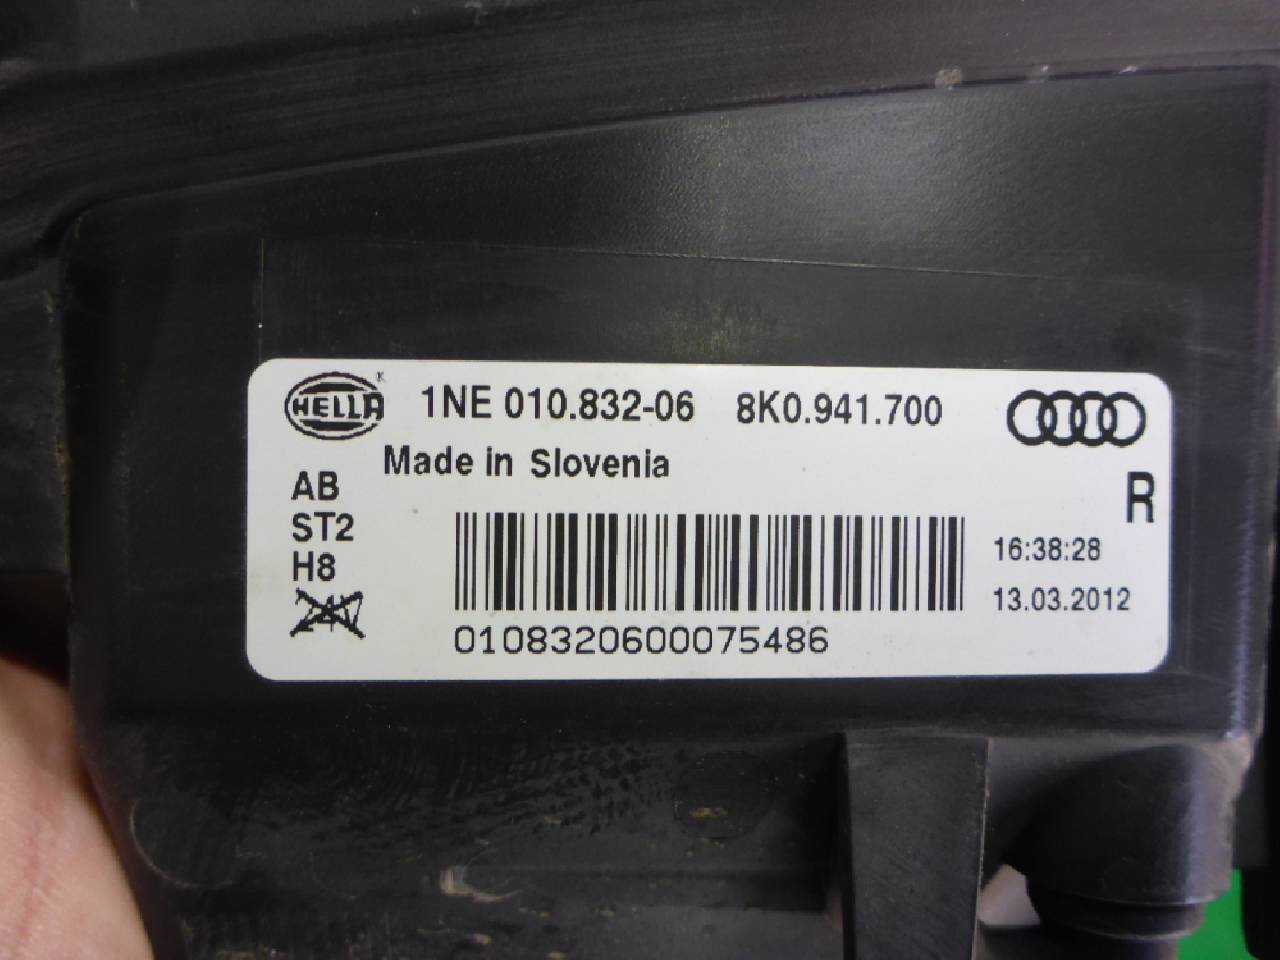 HELLA 1NE 010.832-06 8K0.941.700
Made in Slovenia
AB
R
ST2
H8
16:38:28
24V
13.03.2012
0108320600075486